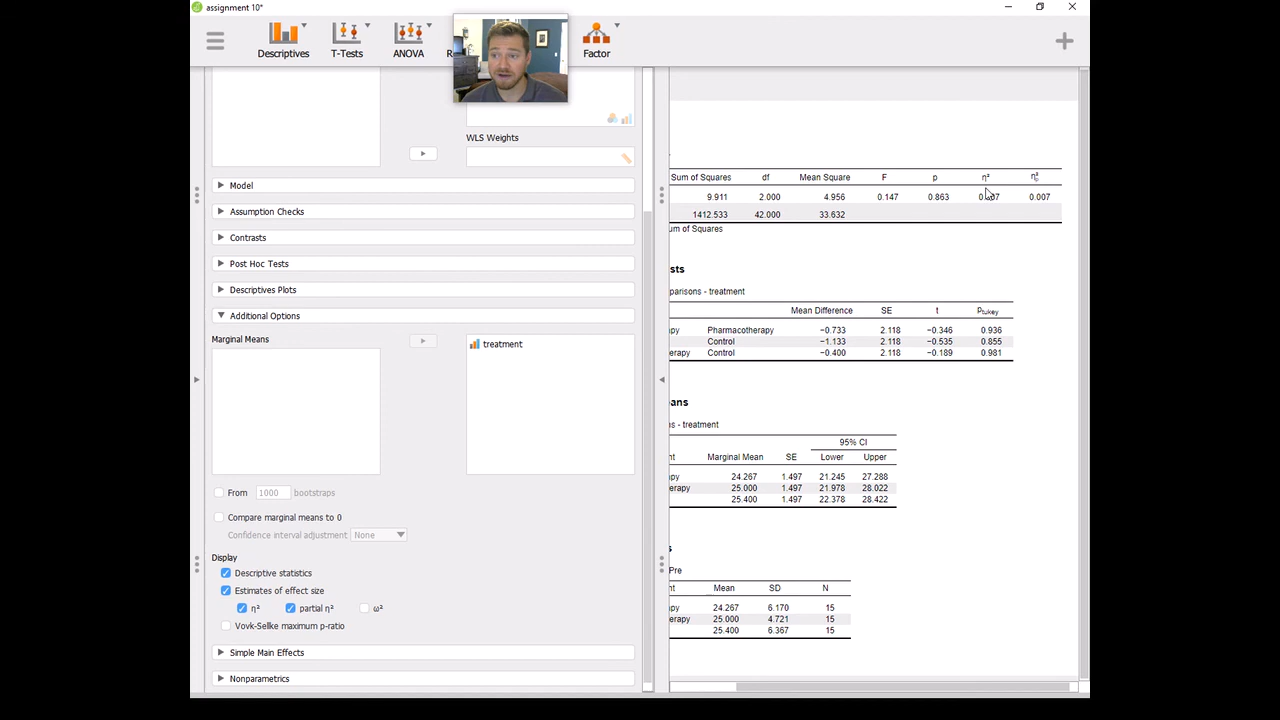 assignment 10*
Descriptives T-Tests ANOVA R Factor
WLS Weights
Model
Assumption Checks
Contrasts
Post Hoc Tests
Descriptives Plots
Additional Options
Marginal Means
treatment
From 1000 bootstraps
Compare marginal means to 0
Confidence interval adjustment None
Display
Descriptive statistics
Estimates of effect size
η² partial η² ω²
Vovk-Sellke maximum p-ratio
Simple Main Effects
Nonparametrics
Sum of Squares df Mean Square F p η² η²p
9.911 2.000 4.956 0.147 0.863 0.007
1412.533 42.000 33.632
um of Squares
sts
parisons - treatment
Mean Difference SE t ptukey
py Pharmacotherapy −0.733 2.118 −0.346 0.936
Control −1.133 2.118 −0.535 0.855
herapy Control −0.400 2.118 −0.189 0.981
eans
ns - treatment
95% CI
nt Marginal Mean SE Lower Upper
py 24.267 1.497 21.245 27.288
erapy 25.000 1.497 21.978 28.022
25.400 1.497 22.378 28.422
s
Pre
nt Mean SD N
py 24.267 6.170 15
erapy 25.000 4.721 15
25.400 6.367 15